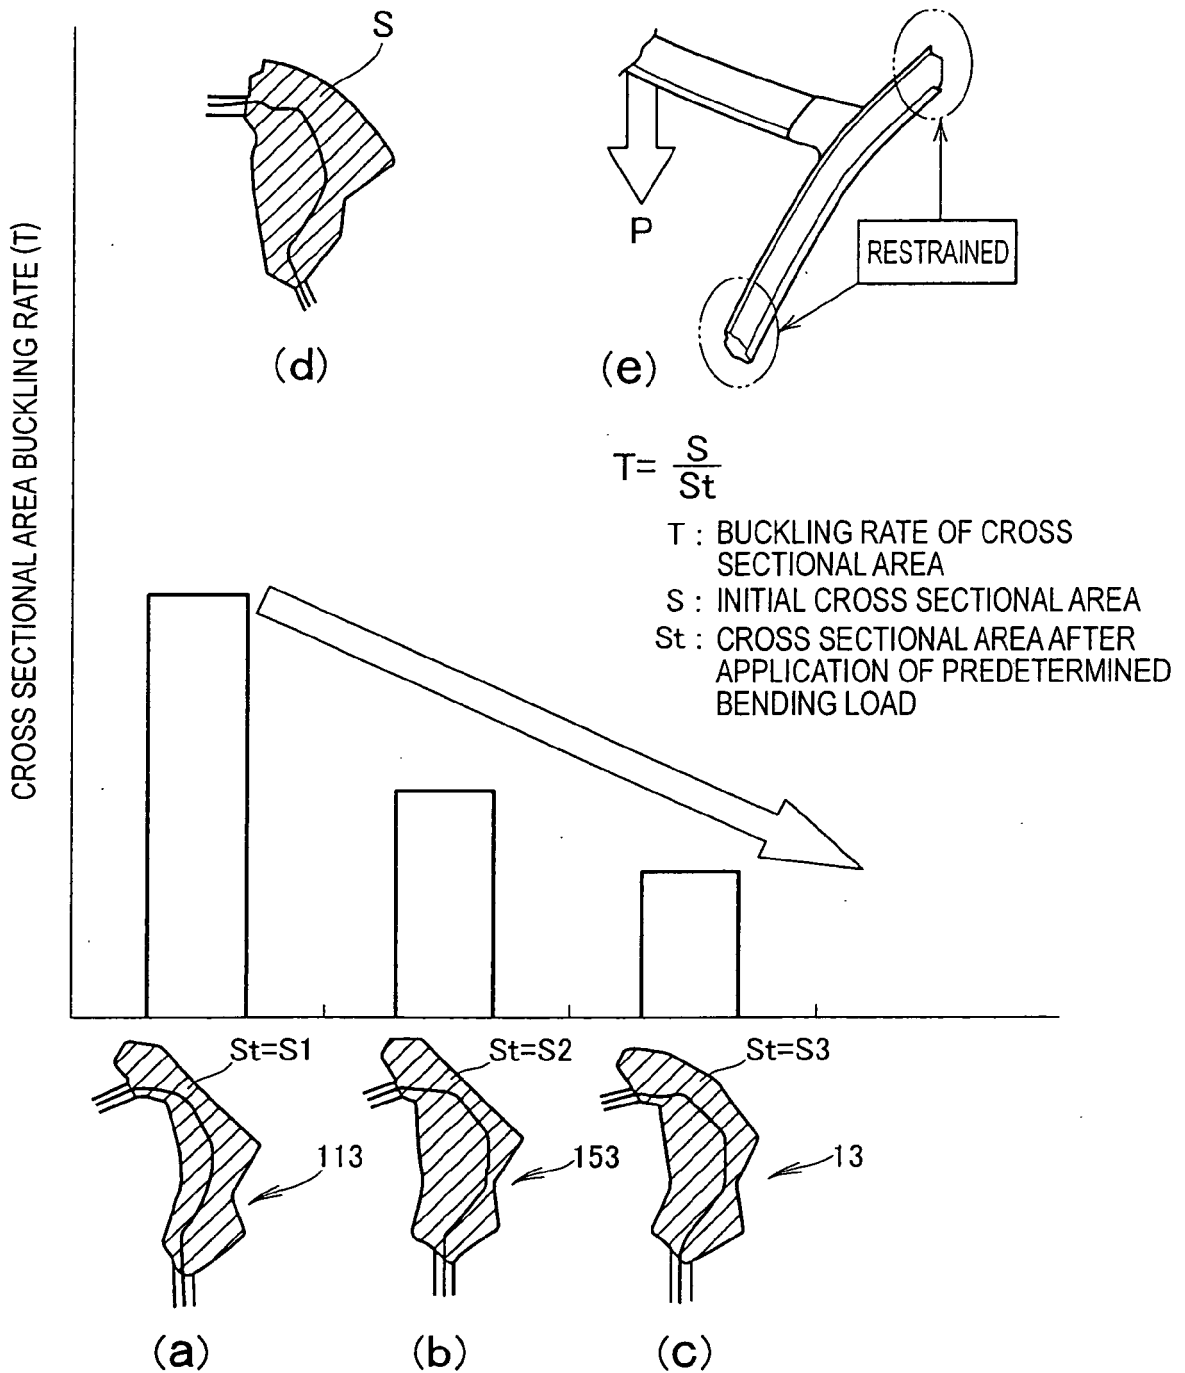 S
P
RESTRAINED
(d)
(e)
CROSS SECTIONAL AREA BUCKLING RATE (T)
T= S
St
T : BUCKLING RATE OF CROSS
SECTIONAL AREA
S : INITIAL CROSS SECTIONAL AREA
St : CROSS SECTIONAL AREA AFTER
APPLICATION OF PREDETERMINED
BENDING LOAD
St=S1
St=S2
St=S3
113
153
13
(a)
(b)
(c)